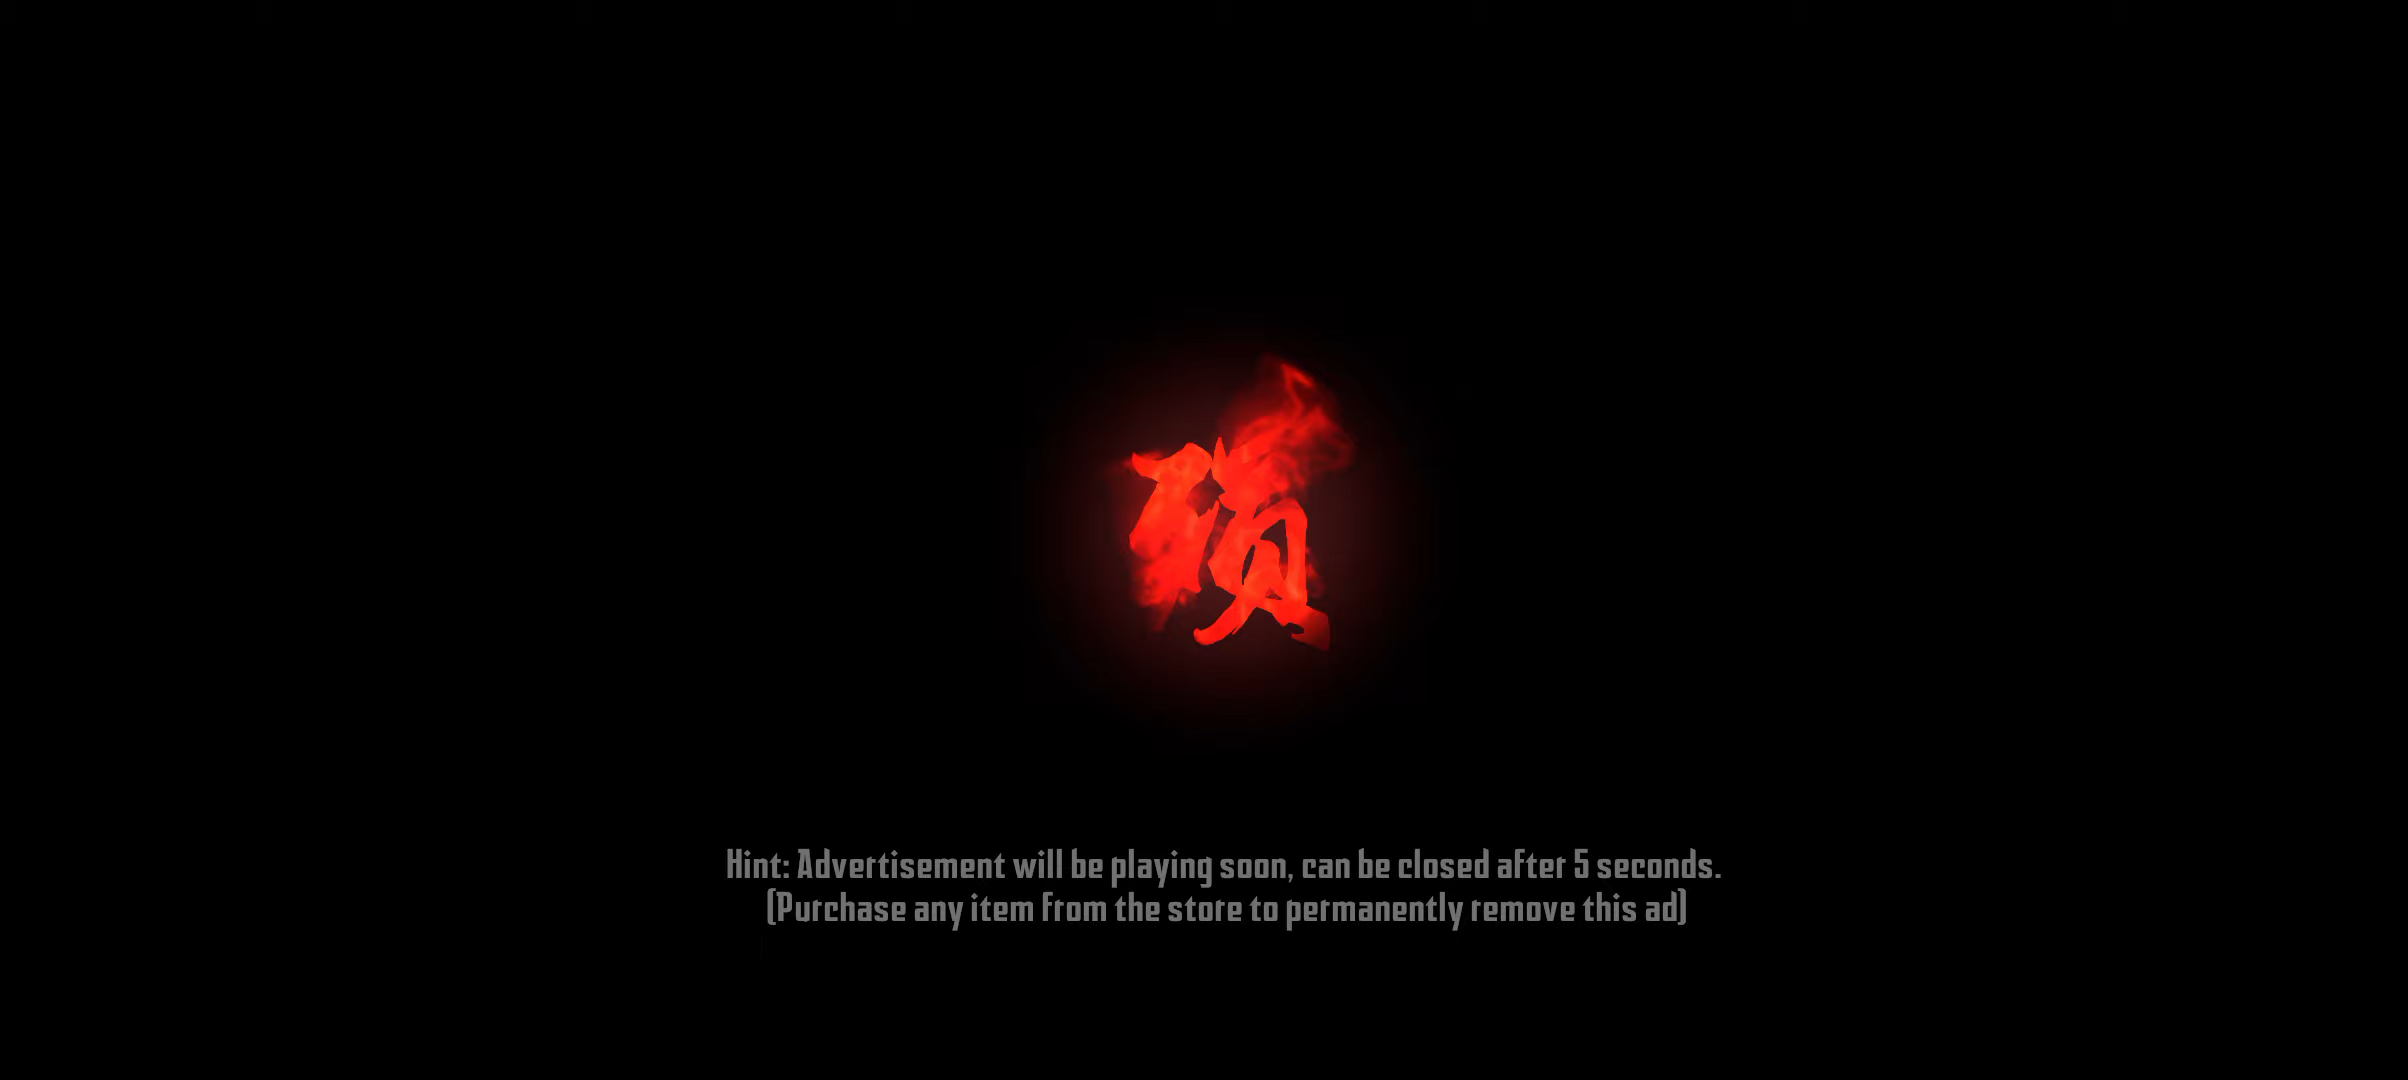 Hint: Advertisement will be playing soon, can be closed after 5 seconds.
(Purchase any item from the store to permanently remove this ad)